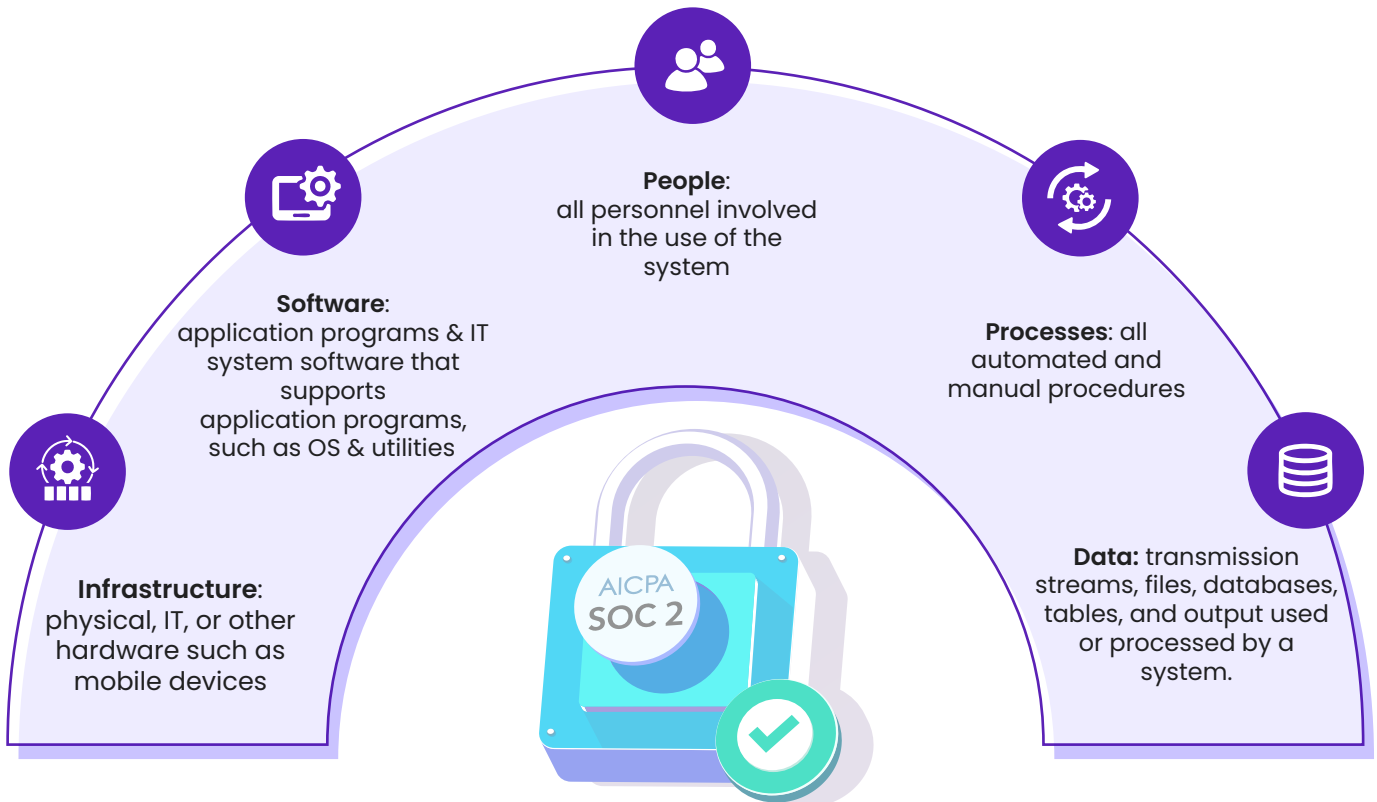 People:
all personnel involved
in the use of the
system
Software:
application programs & IT
system software that
supports
application programs,
such as OS & utilities
Processes: all
automated and
manual procedures
Infrastructure:
physical, IT, or other
hardware such as
mobile devices
Data: transmission
streams, files, databases,
tables, and output used
or processed by a
system.
AICPA
SOC 2